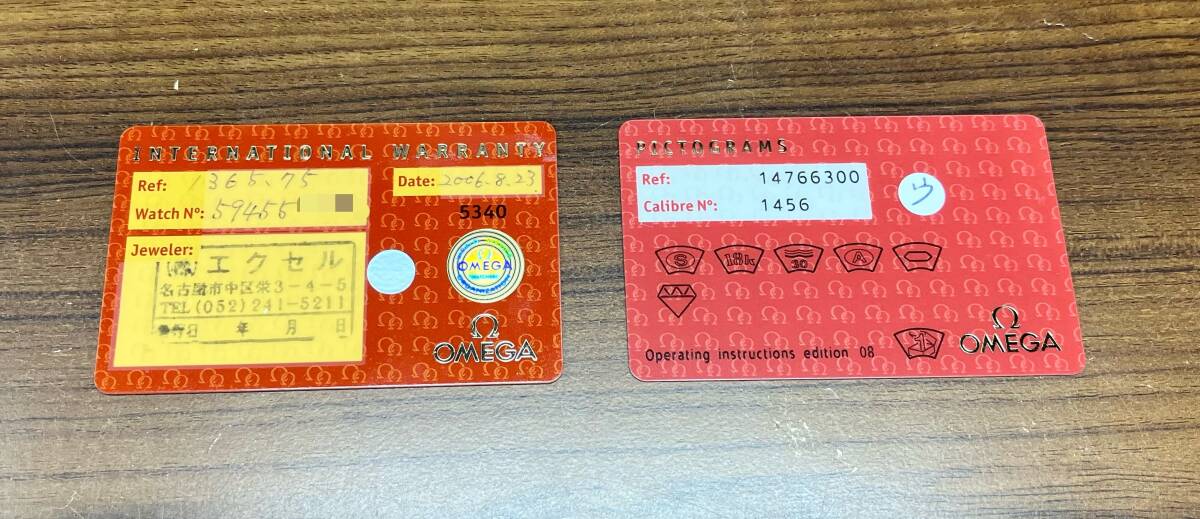 INTERNATIONAL WARRANTY
Ref: 1365.75
Date: 2006.8.23
Watch N°: 59455
5340
Jeweler:
エクセル
名古屋市中区栄3-4-5
TEL(052)241-5211
年 月 日
OMEGA
OMEGA
PICTOGRAMS
Ref: 14766300
Calibre N°: 1456
ウ
S
18k
30
A
Operating instructions edition 08
OMEGA